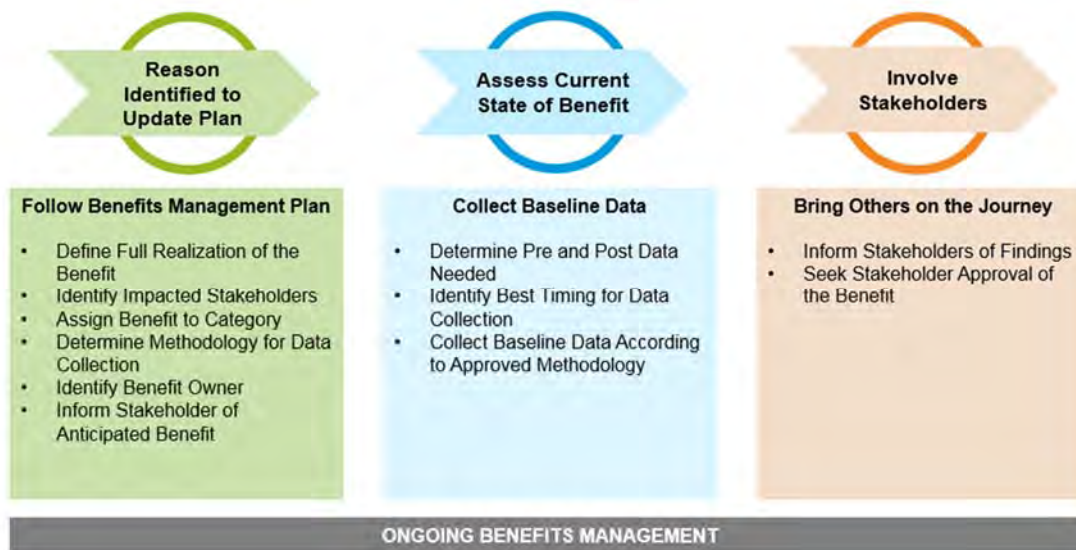 Reason
Identified to
Update Plan
Assess Current
State of Benefit
Involve
Stakeholders
Follow Benefits Management Plan
• Define Full Realization of the
Benefit
• Identify Impacted Stakeholders
• Assign Benefit to Category
• Determine Methodology for Data
Collection
• Identify Benefit Owner
• Inform Stakeholder of
Anticipated Benefit
Collect Baseline Data
• Determine Pre and Post Data
Needed
• Identify Best Timing for Data
Collection
• Collect Baseline Data According
to Approved Methodology
Bring Others on the Journey
• Inform Stakeholders of Findings
• Seek Stakeholder Approval of
the Benefit
ONGOING BENEFITS MANAGEMENT